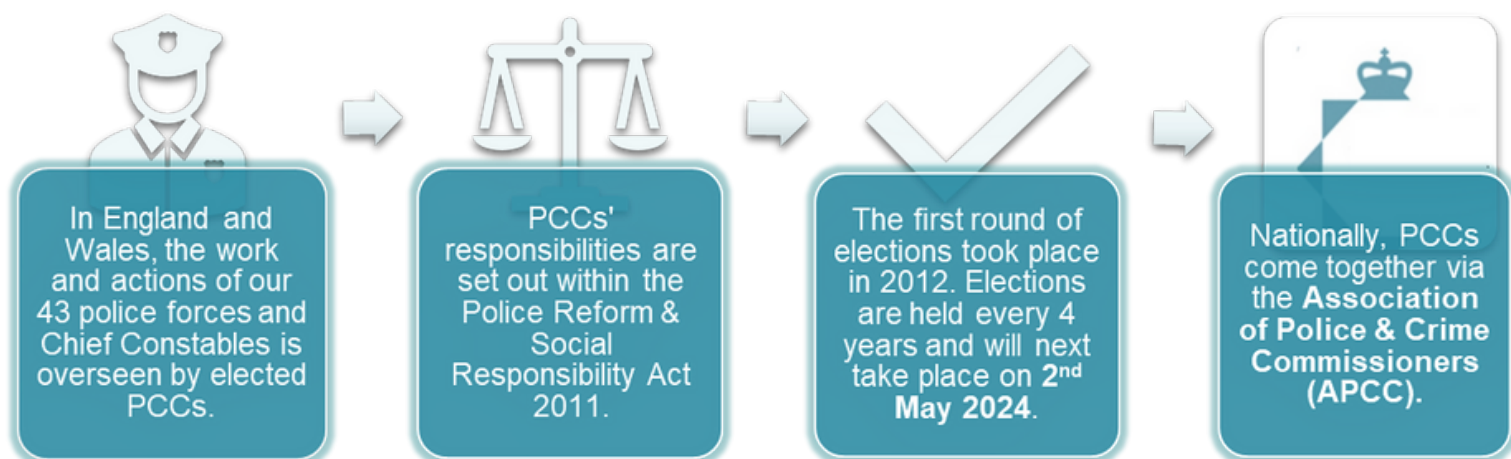 In England and
Wales, the work
and actions of our
43 police forces and
Chief Constables is
overseen by elected
PCCs.
PCCs'
responsibilities are
set out within the
Police Reform &
Social
Responsibility Act
2011.
The first round of
elections took place
in 2012. Elections
are held every 4
years and will next
take place on 2nd
May 2024.
Nationally, PCCs
come together via
the Association
of Police & Crime
Commissioners
(APCC).